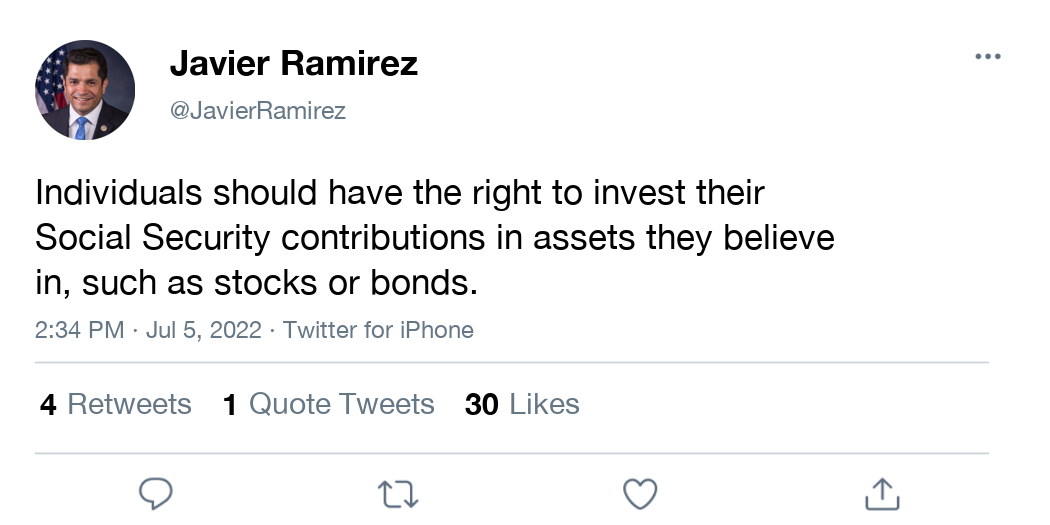 Javier Ramirez
@JavierRamirez
Individuals should have the right to invest their
Social Security contributions in assets they believe
in, such as stocks or bonds.
2:34 PM · Jul 5, 2022 · Twitter for iPhone
4 Retweets 1 Quote Tweets 30 Likes